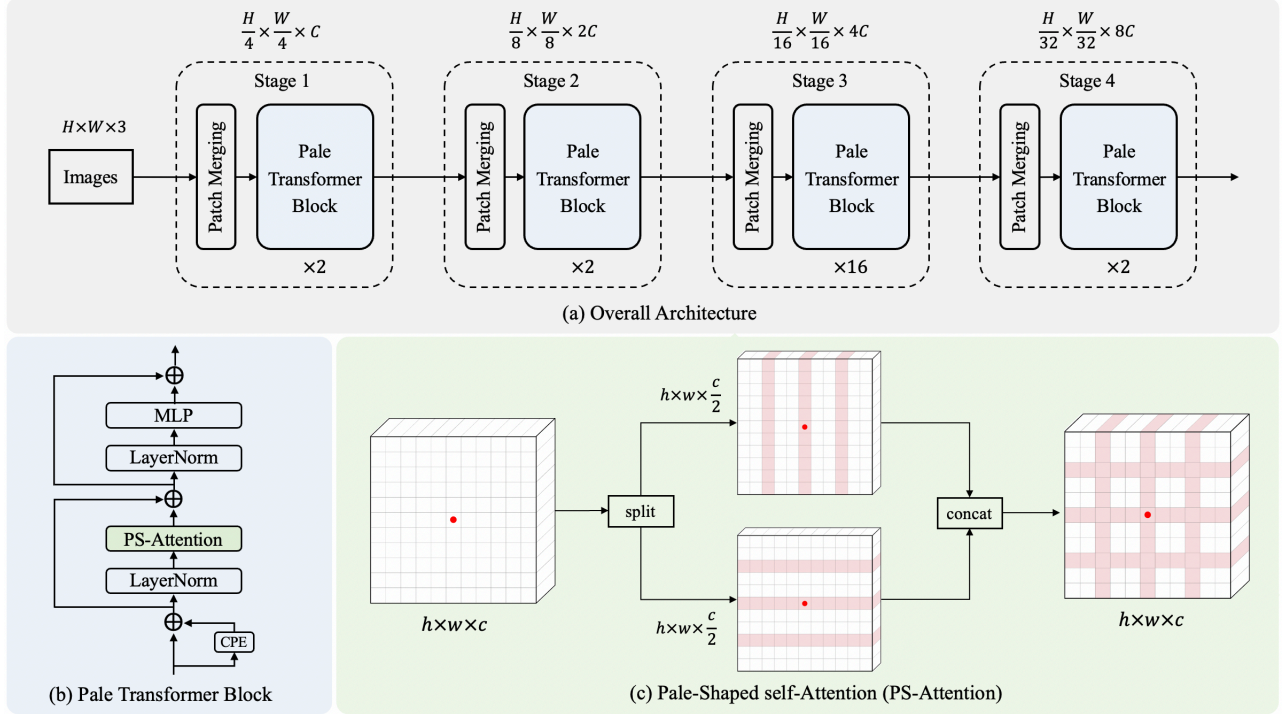 H/4 × W/4 × C
H/8 × W/8 × 2C
H/16 × W/16 × 4C
H/32 × W/32 × 8C
Stage 1
Stage 2
Stage 3
Stage 4
H×W×3
Images
Patch Merging
Pale
Transformer
Block
×2
Patch Merging
Pale
Transformer
Block
×2
Patch Merging
Pale
Transformer
Block
×16
Patch Merging
Pale
Transformer
Block
×2
(a) Overall Architecture
MLP
LayerNorm
PS-Attention
LayerNorm
CPE
(b) Pale Transformer Block
h×w×c
split
h×w×c/2
h×w×c/2
concat
h×w×c
(c) Pale-Shaped self-Attention (PS-Attention)